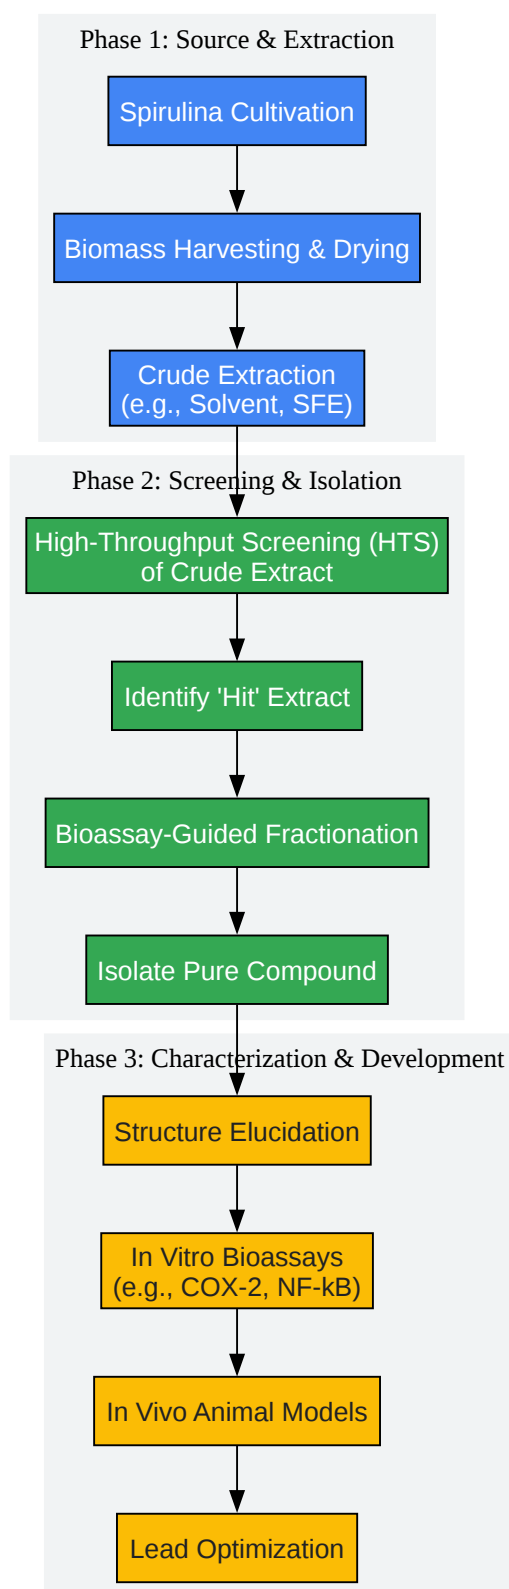 Phase 1: Source & Extraction
Spirulina Cultivation
Biomass Harvesting & Drying
Crude Extraction
(e.g., Solvent, SFE)
Phase 2: Screening & Isolation
High-Throughput Screening (HTS)
of Crude Extract
Identify 'Hit' Extract
Bioassay-Guided Fractionation
Isolate Pure Compound
Phase 3: Characterization & Development
Structure Elucidation
In Vitro Bioassays
(e.g., COX-2, NF-kB)
In Vivo Animal Models
Lead Optimization